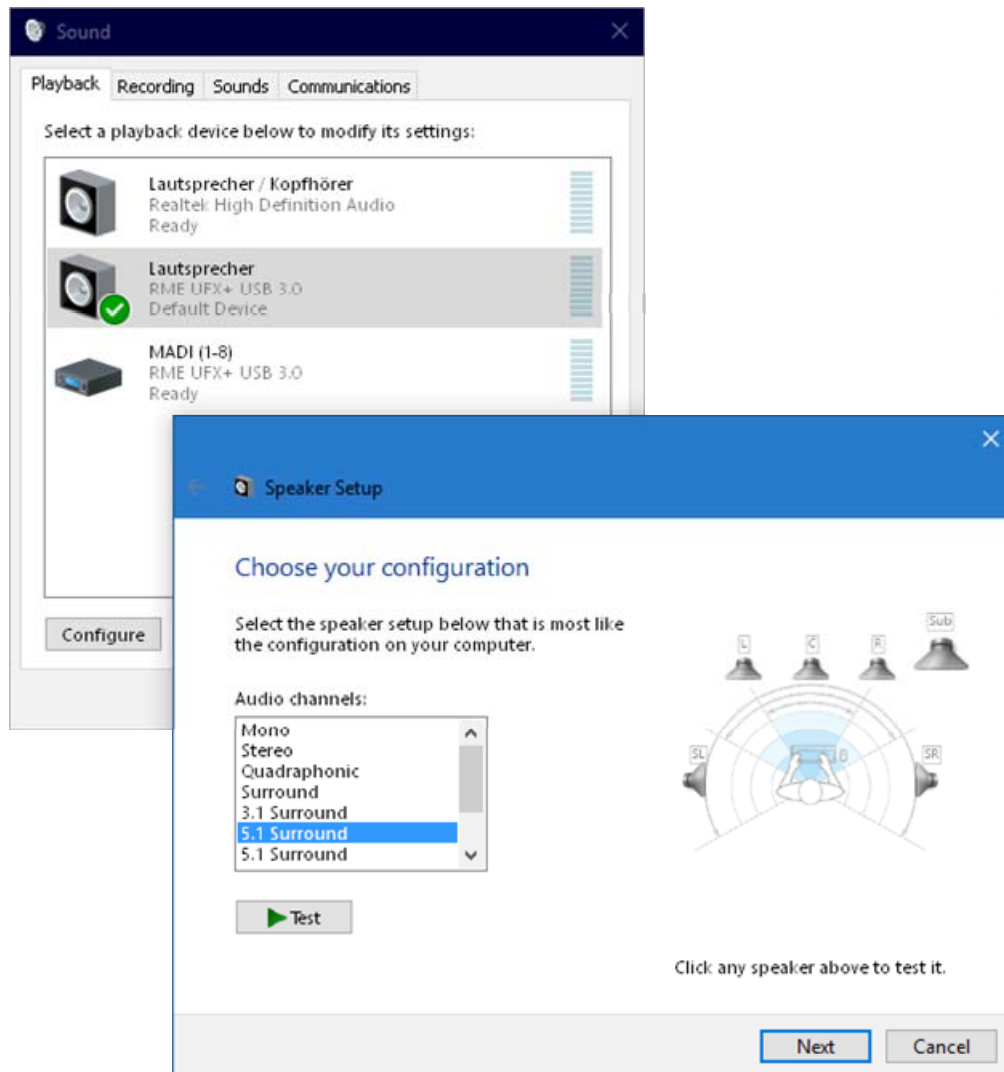 Sound
Playback Recording Sounds Communications
Select a playback device below to modify its settings:
Lautsprecher / Kopfhörer
Realtek High Definition Audio
Ready
Lautsprecher
RME UFX+ USB 3.0
Default Device
MADI (1-8)
RME UFX+ USB 3.0
Ready
Configure
Speaker Setup
Choose your configuration
Select the speaker setup below that is most like
the configuration on your computer.
Audio channels:
Mono
Stereo
Quadraphonic
Surround
3.1 Surround
5.1 Surround
5.1 Surround
Test
L C R Sub
SL SR
Click any speaker above to test it.
Next Cancel